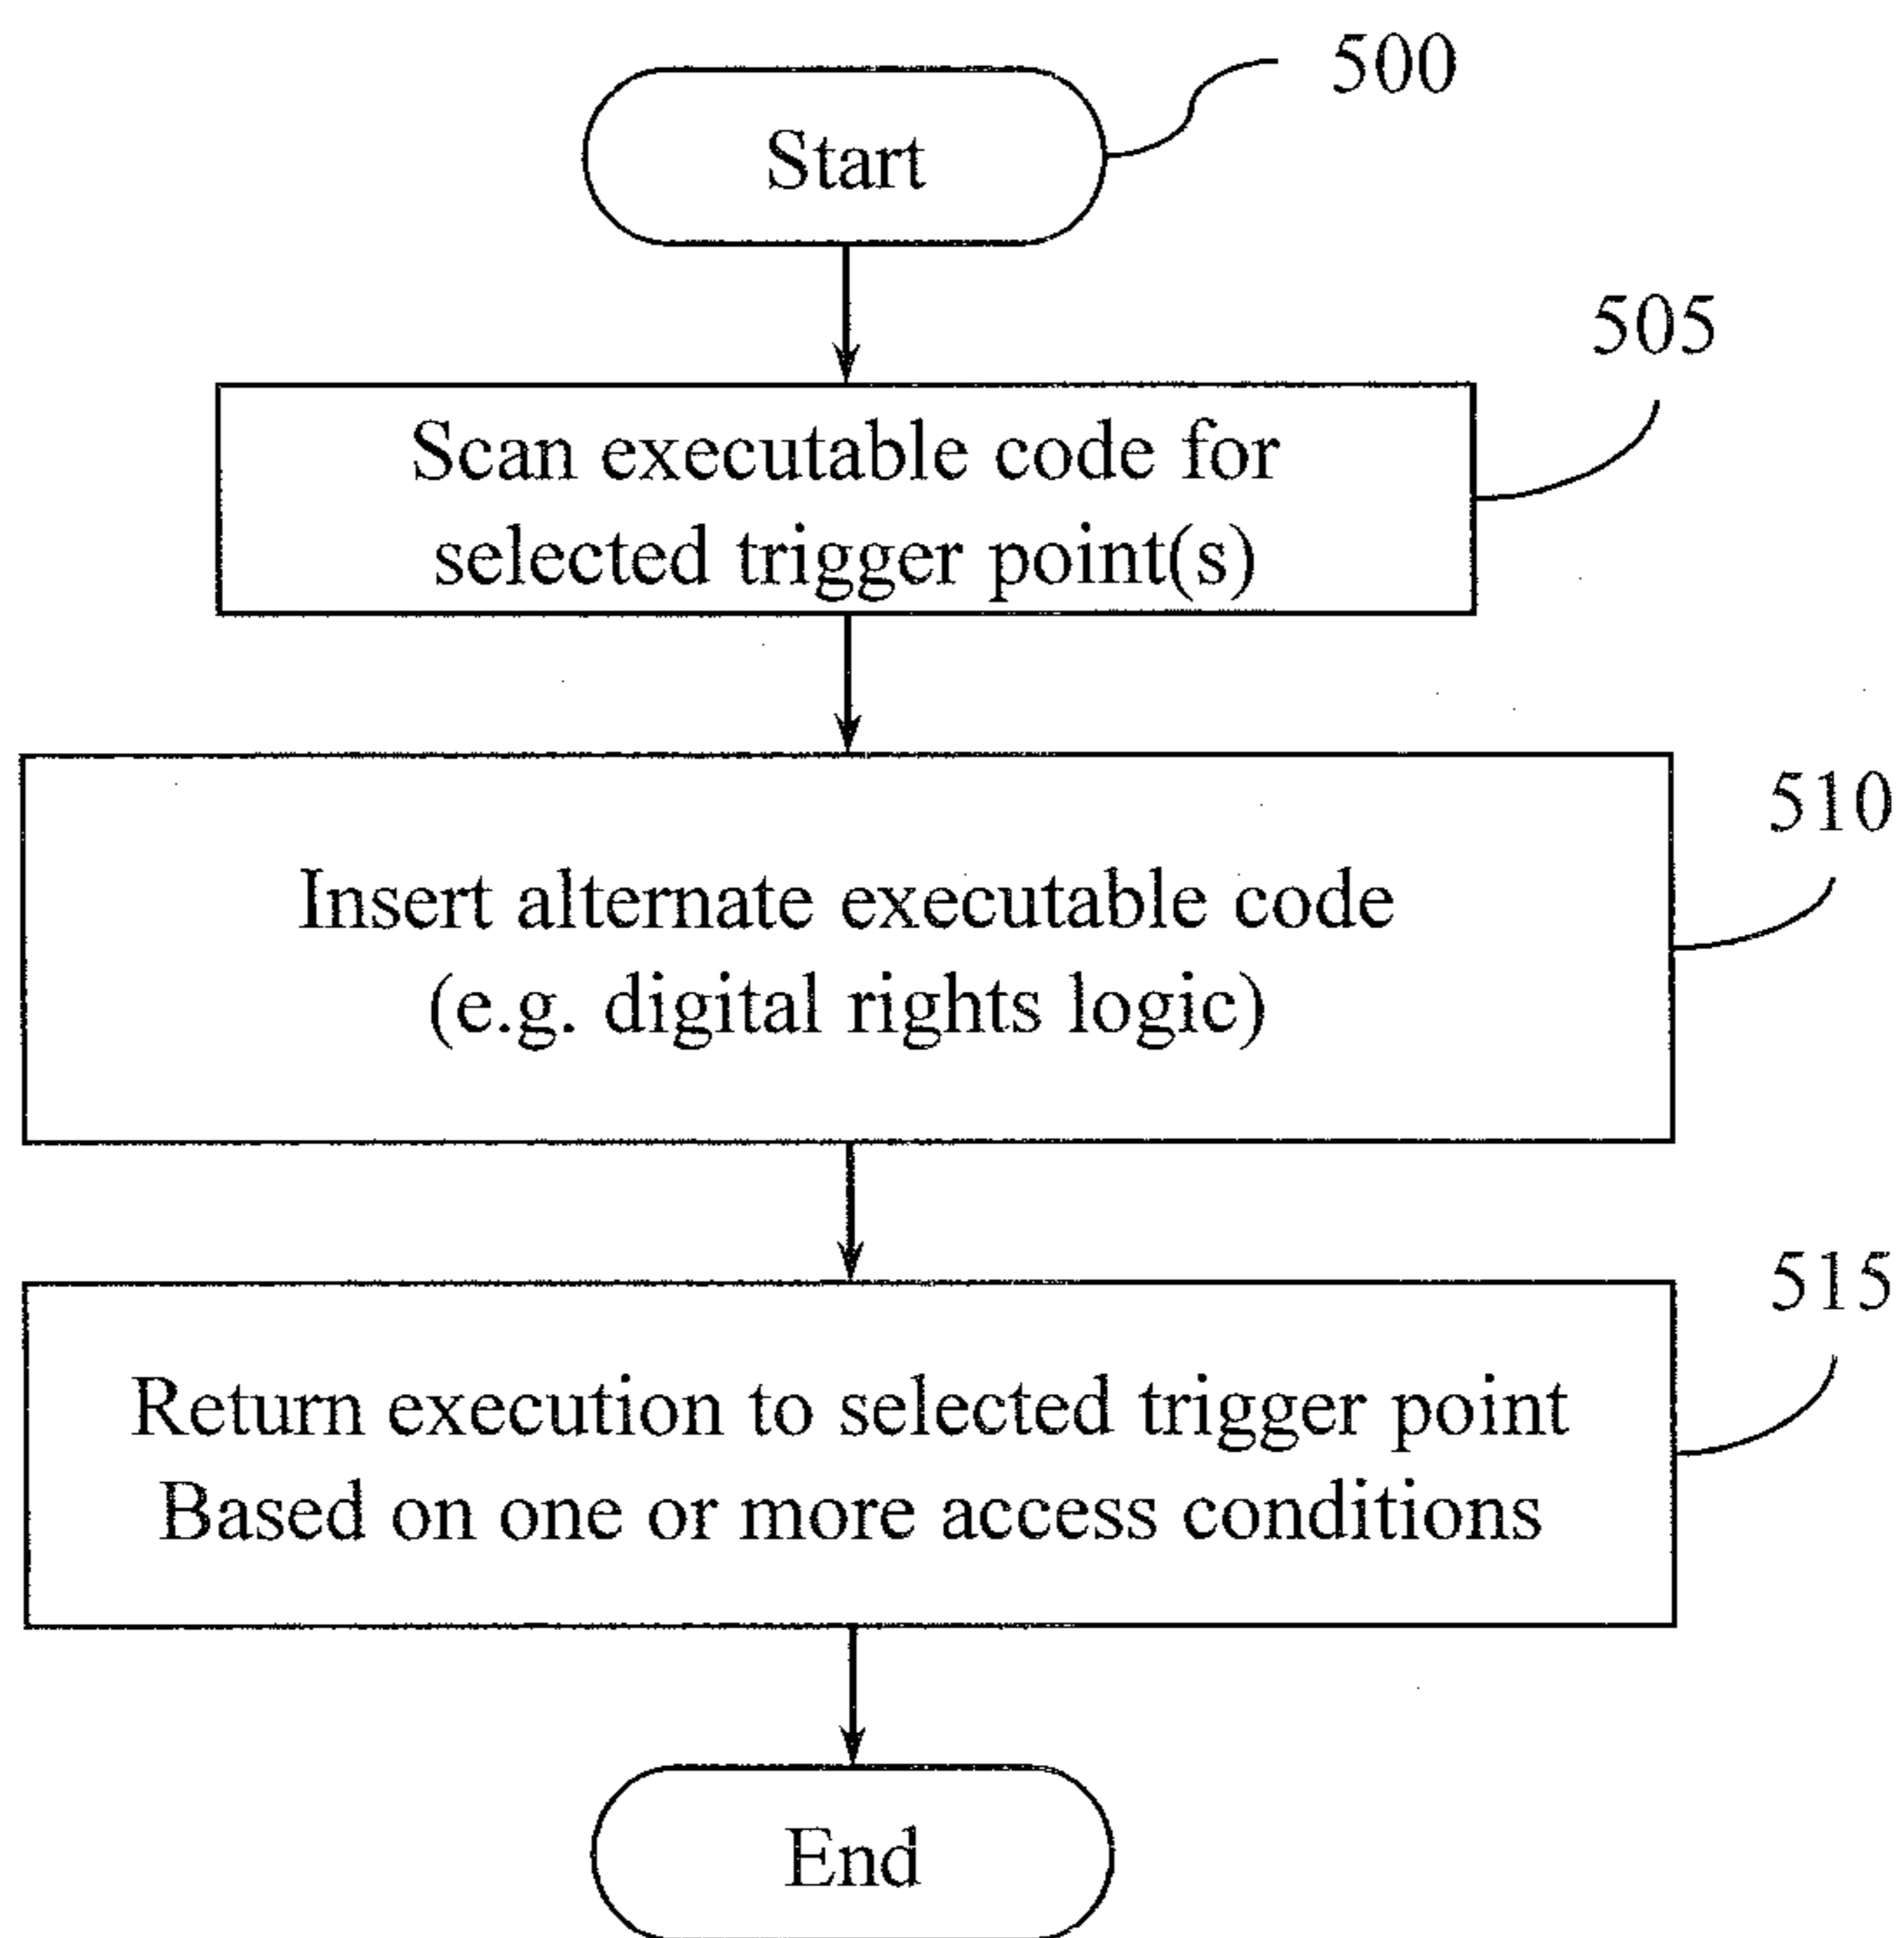 500
Start
505
Scan executable code for
selected trigger point(s)
510
Insert alternate executable code
(e.g. digital rights logic)
515
Return execution to selected trigger point
Based on one or more access conditions
End